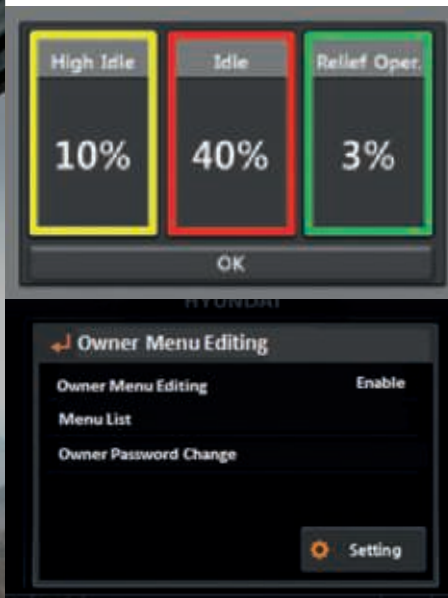 High Idle
Idle
Relief Oper.
10%
40%
3%
OK
HYUNDAI
Owner Menu Editing
Owner Menu Editing Enable
Menu List
Owner Password Change
Setting